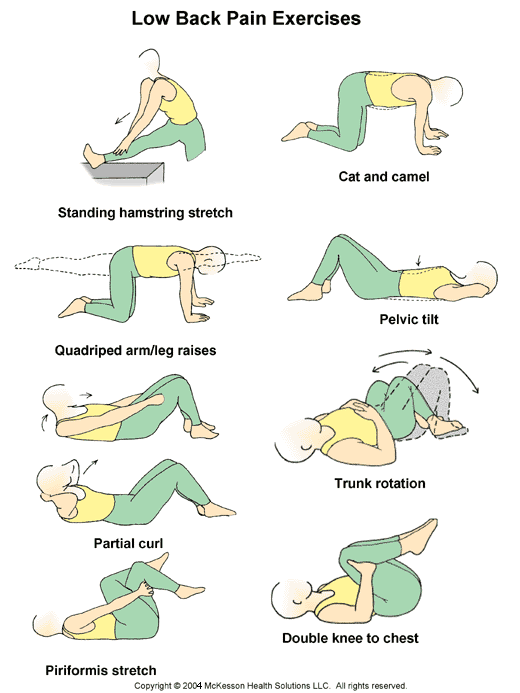 Low Back Pain Exercises
Standing hamstring stretch
Cat and camel
Quadriped arm/leg raises
Pelvic tilt
Partial curl
Trunk rotation
Piriformis stretch
Double knee to chest
Copyright © 2004 McKesson Health Solutions LLC. All rights reserved.